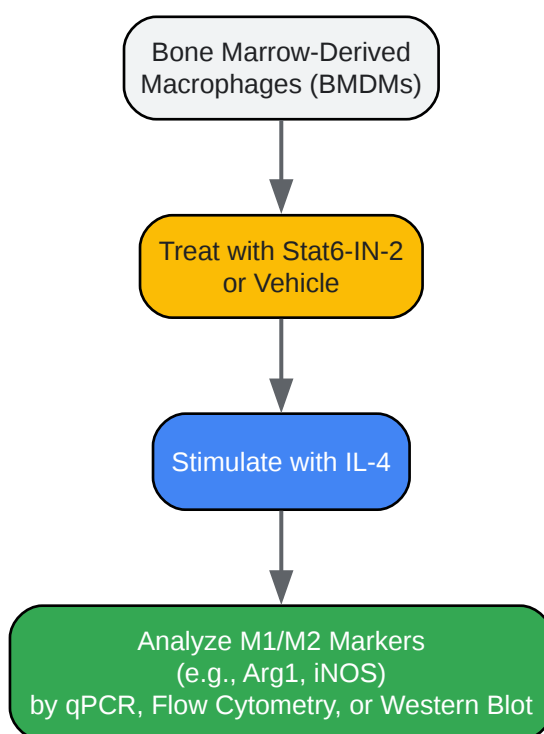 Bone Marrow-Derived
Macrophages (BMDMs)
Treat with Stat6-IN-2
or Vehicle
Stimulate with IL-4
Analyze M1/M2 Markers
(e.g., Arg1, iNOS)
by qPCR, Flow Cytometry, or Western Blot